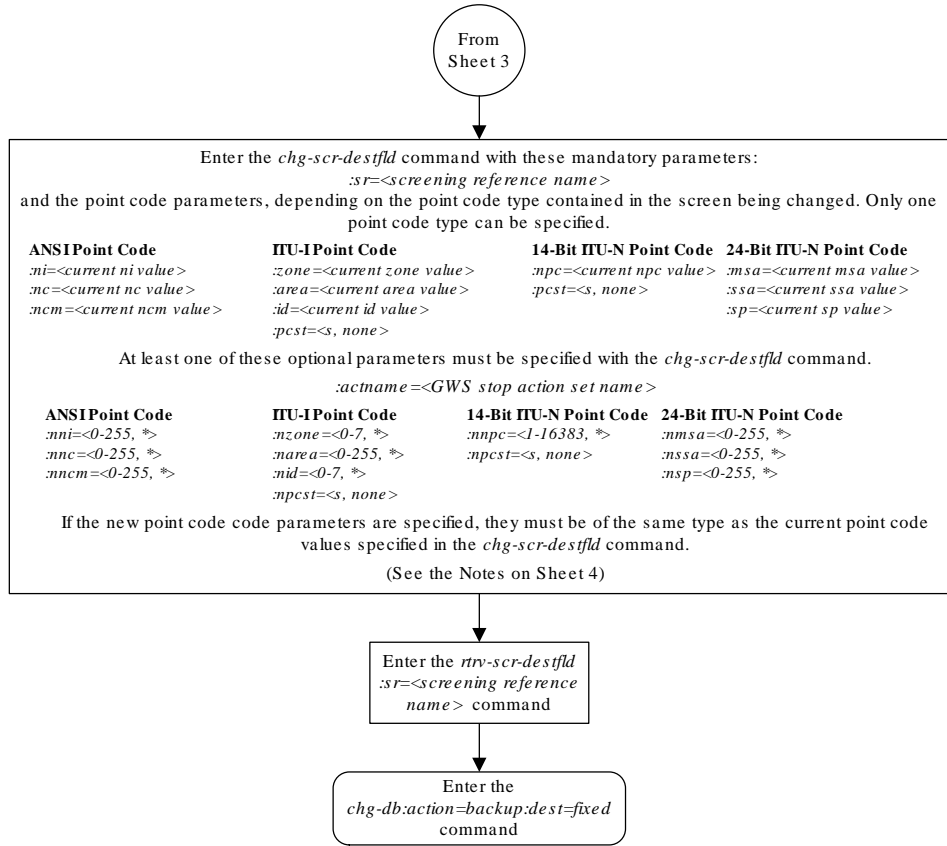 From
Sheet 3
Enter the chg-scr-destfld command with these mandatory parameters:
:sr=<screening reference name>
and the point code parameters, depending on the point code type contained in the screen being changed. Only one
point code type can be specified.
ANSI Point Code
:ni=<current ni value>
:nc=<current nc value>
:ncm=<current ncm value>
ITU-I Point Code
:zone=<current zone value>
:area=<current area value>
:id=<current id value>
:pcst=<s, none>
14-Bit ITU-N Point Code
:npc=<current npc value>
:pcst=<s, none>
24-Bit ITU-N Point Code
:msa=<current msa value>
:ssa=<current ssa value>
:sp=<current sp value>
At least one of these optional parameters must be specified with the chg-scr-destfld command.
:actname=<GWS stop action set name>
ANSI Point Code
:nni=<0-255, *>
:nnc=<0-255, *>
:nncm=<0-255, *>
ITU-I Point Code
:nzone=<0-7, *>
:narea=<0-255, *>
:nid=<0-7, *>
:npcst=<s, none>
14-Bit ITU-N Point Code
:nnpc=<1-16383, *>
:npcst=<s, none>
24-Bit ITU-N Point Code
:nmsa=<0-255, *>
:nssa=<0-255, *>
:nsp=<0-255, *>
If the new point code code parameters are specified, they must be of the same type as the current point code
values specified in the chg-scr-destfld command.
(See the Notes on Sheet 4)
Enter the rtrv-scr-destfld
:sr=<screening reference
name> command
Enter the
chg-db:action=backup:dest=fixed
command